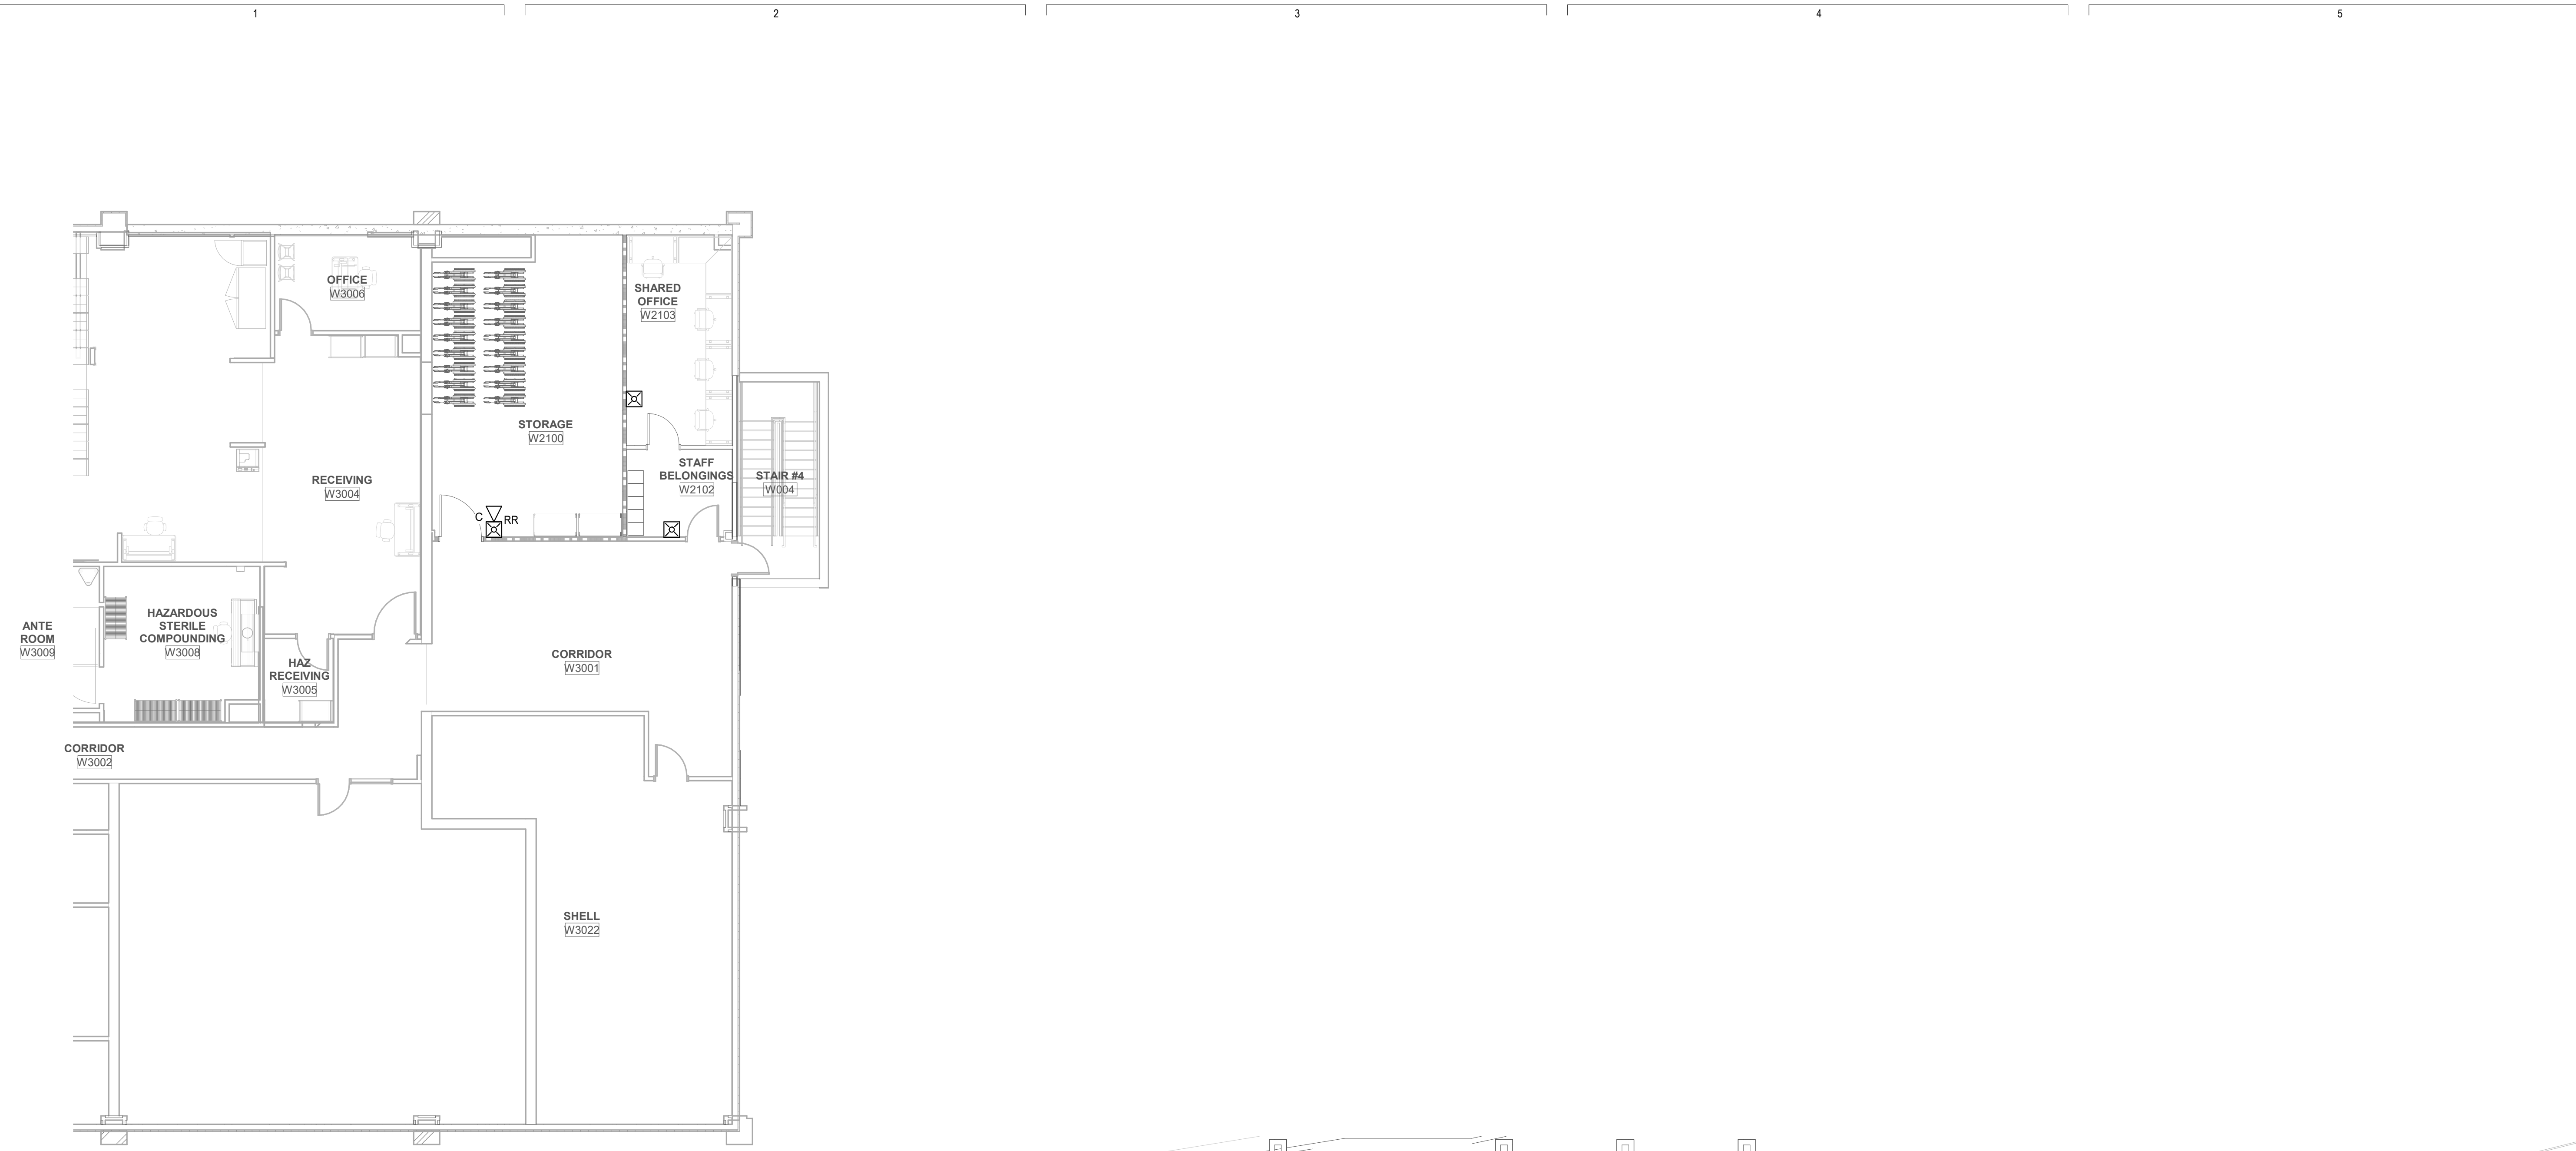 1
2
3
4
5
OFFICE
W3006
SHARED
OFFICE
W2103
STORAGE
W2100
STAFF
BELONGINGS
W2102
STAIR #4
W004
RECEIVING
W3004
C
RR
HAZARDOUS
STERILE
COMPOUNDING
W3008
ANTE
ROOM
W3009
HAZ
RECEIVING
W3005
CORRIDOR
W3001
CORRIDOR
W3002
SHELL
W3022